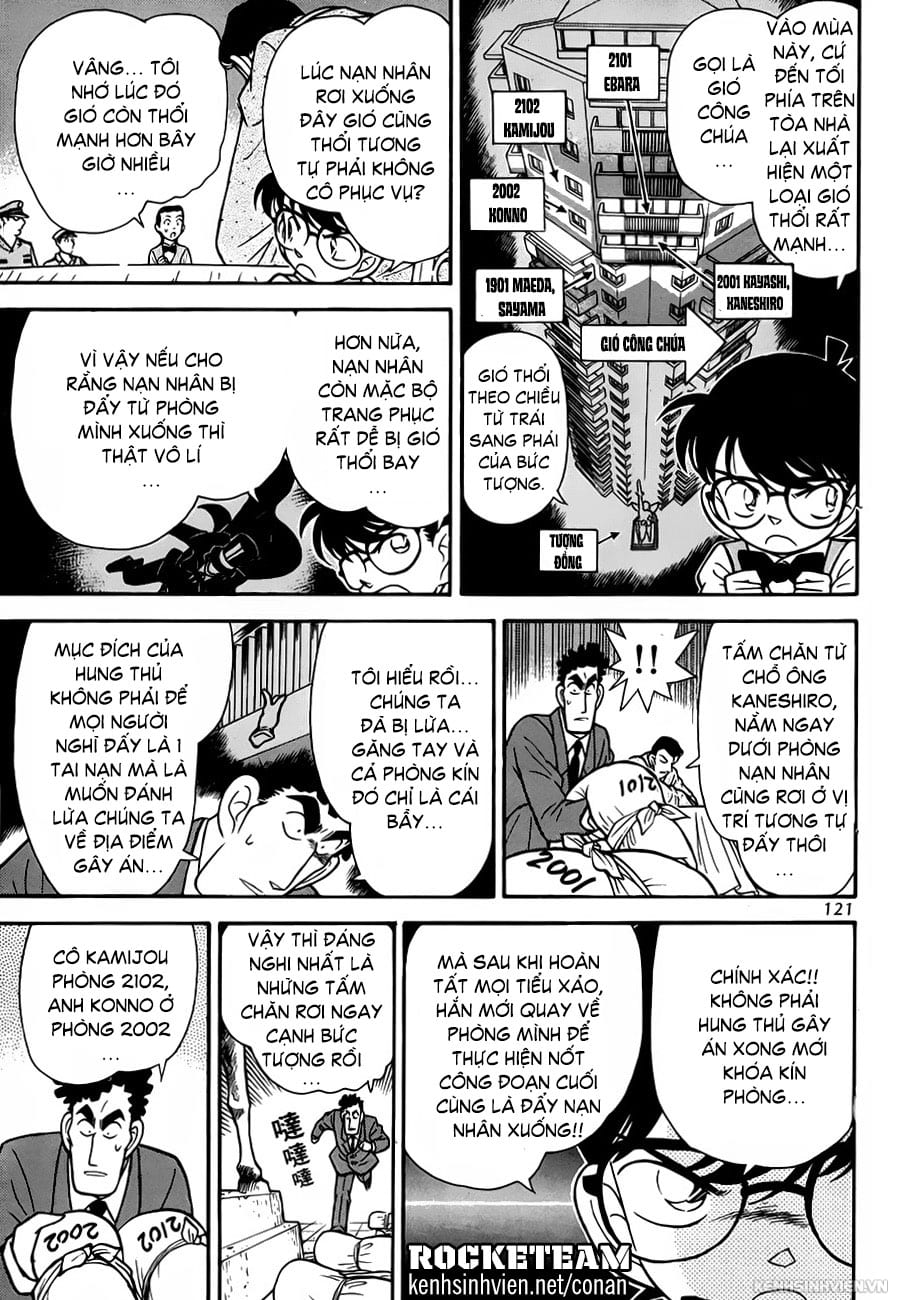 VÀO MÙA
NÀY, CỨ
ĐẾN TỐI
PHÍA TRÊN
TÒA NHÀ
LẠI XUẤT
HIỆN MỘT
LOẠI GIÓ
THỔI RẤT
MẠNH...
GỌI LÀ
GIÓ
CÔNG
CHÚA...
2101
EBARA
2102
KAMIJOU
2002
KONNO
1901 MAEDA,
SAYAMA
2001 KAYASHI,
KANESHIRO
GIÓ CÔNG CHÚA
GIÓ THỔI
THEO CHIỀU
TỪ TRÁI
SANG PHẢI
CỦA BỨC
TƯỢNG.
TƯỢNG
ĐỒNG
LÚC NẠN NHÂN
RƠI XUỐNG
ĐÂY GIÓ CŨNG
THỔI TƯƠNG
TỰ PHẢI KHÔNG
CÔ PHỤC VỤ?
VÂNG... TÔI
NHỚ LÚC ĐÓ
GIÓ CÒN THỔI
MẠNH HƠN BÂY
GIỜ NHIỀU
...
HƠN NỮA,
NẠN NHÂN
CÒN MẶC BỘ
TRANG PHỤC
RẤT DỄ BỊ GIÓ
THỔI BAY
VÌ VẬY NẾU CHO
RẰNG NẠN NHÂN BỊ
ĐẨY TỪ PHÒNG
MÌNH XUỐNG THÌ
THẬT VÔ LÍ
...
TẤM CHĂN TỪ
CHỖ ÔNG
KANESHIRO,
NẰM NGAY
DƯỚI PHÒNG
NẠN NHÂN
CŨNG RƠI Ở VỊ
TRÍ TƯƠNG TỰ
ĐẤY THÔI
...
!!
2101
2001
TÔI HIỂU RỒI...
CHÚNG TA
ĐÃ BỊ LỪA...
GĂNG TAY VÀ
CẢ PHÒNG KÍN
ĐÓ CHỈ LÀ CÁI
BẪY...
MỤC ĐÍCH CỦA
HUNG THỦ
KHÔNG PHẢI ĐỂ
MỌI NGƯỜI
NGHĨ ĐẤY LÀ 1
TAI NẠN MÀ LÀ
MUỐN ĐÁNH
LỪA CHÚNG TA
VỀ ĐỊA ĐIỂM
GÂY ÁN...
121
CHÍNH XÁC!!
KHÔNG PHẢI
HUNG THỦ GÂY
ÁN XONG MỚI
KHÓA KÍN
PHÒNG...
MÀ SAU KHI HOÀN
TẤT MỌI TIỂU XẢO,
HẮN MỚI QUAY VỀ
PHÒNG MÌNH ĐỂ
THỰC HIỆN NỐT
CÔNG ĐOẠN CUỐI
CÙNG LÀ ĐẨY NẠN
NHÂN XUỐNG!!
VẬY THÌ ĐÁNG
NGHI NHẤT LÀ
NHỮNG TẤM
CHĂN RƠI NGAY
CẠNH BỨC
TƯỢNG RỒI
...
噠
噠
噠
CÔ KAMIJOU
PHÒNG 2102,
ANH KONNO Ở
PHÒNG 2002
...
2002
2102
ROCKETEAM
kenhsinhvien.net/conan
KENHSINHVIEN.VN